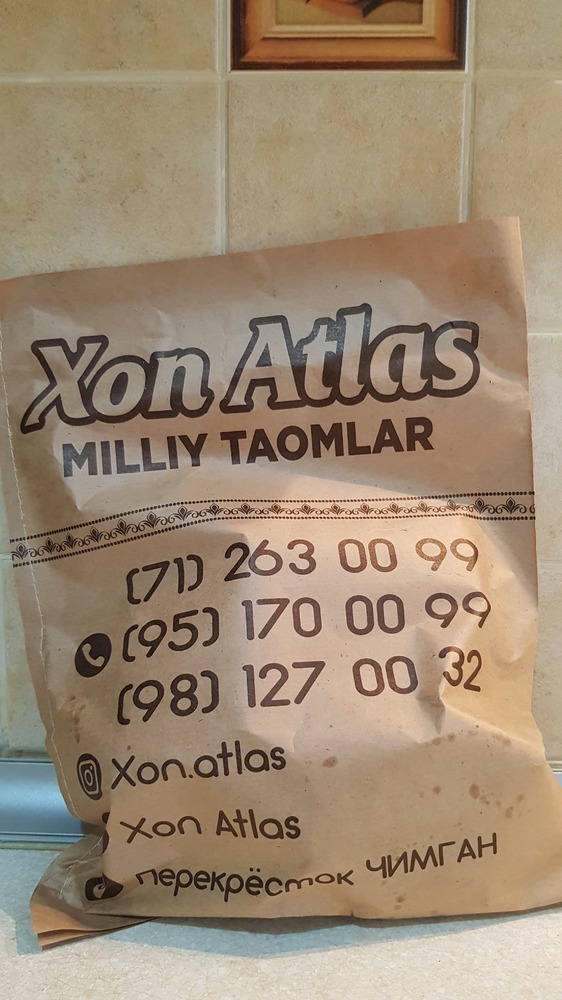 Xon Atlas
MILLIY TAOMLAR
(71) 263 00 99
(95) 170 00 99
(98) 127 00 32
Xon.atlas
Xon Atlas
перекрёсток ЧИМГАН